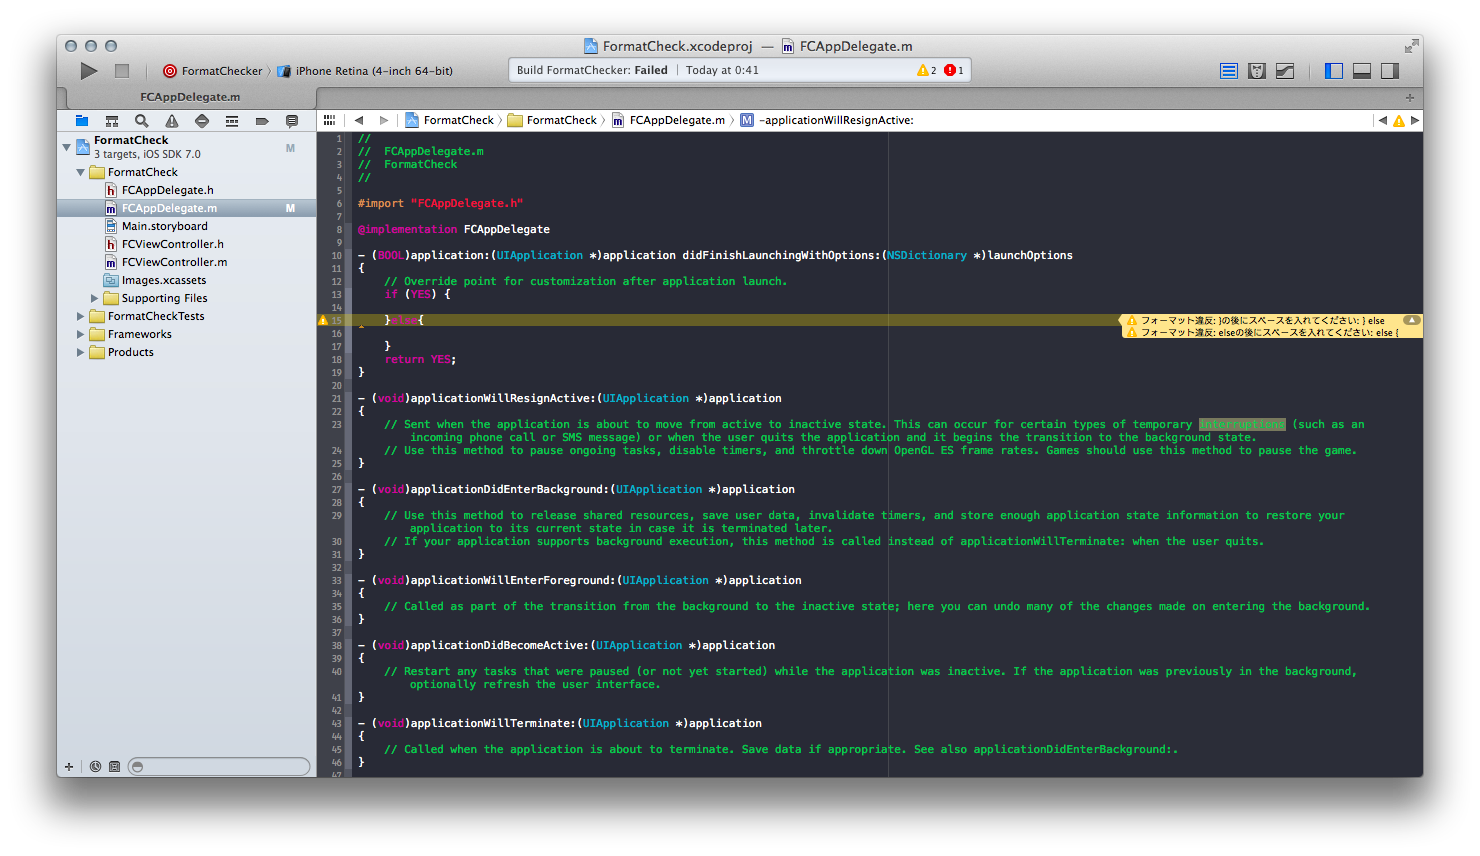 FormatCheck.xcodeproj — FCAppDelegate.m
FormatChecker iPhone Retina (4-inch 64-bit)
Build FormatChecker: Failed | Today at 0:41 2 1
FCAppDelegate.m
FormatCheck FormatCheck FCAppDelegate.m M -applicationWillResignActive:
FormatCheck
3 targets, iOS SDK 7.0 M
FormatCheck
FCAppDelegate.h
FCAppDelegate.m M
Main.storyboard
FCViewController.h
FCViewController.m
Images.xcassets
Supporting Files
FormatCheckTests
Frameworks
Products
1 //
2 //  FCAppDelegate.m
3 //  FormatCheck
4 //
5
6 #import "FCAppDelegate.h"
7
8 @implementation FCAppDelegate
9
10 - (BOOL)application:(UIApplication *)application didFinishLaunchingWithOptions:(NSDictionary *)launchOptions
11 {
12     // Override point for customization after application launch.
13     if (YES) {
14
15     }else{
フォーマット違反: }の後にスペースを入れてください: } else
フォーマット違反: elseの後にスペースを入れてください: else {
16
17     }
18     return YES;
19 }
20
21 - (void)applicationWillResignActive:(UIApplication *)application
22 {
23     // Sent when the application is about to move from active to inactive state. This can occur for certain types of temporary interruptions (such as an
incoming phone call or SMS message) or when the user quits the application and it begins the transition to the background state.
24     // Use this method to pause ongoing tasks, disable timers, and throttle down OpenGL ES frame rates. Games should use this method to pause the game.
25 }
26
27 - (void)applicationDidEnterBackground:(UIApplication *)application
28 {
29     // Use this method to release shared resources, save user data, invalidate timers, and store enough application state information to restore your
application to its current state in case it is terminated later.
30     // If your application supports background execution, this method is called instead of applicationWillTerminate: when the user quits.
31 }
32
33 - (void)applicationWillEnterForeground:(UIApplication *)application
34 {
35     // Called as part of the transition from the background to the inactive state; here you can undo many of the changes made on entering the background.
36 }
37
38 - (void)applicationDidBecomeActive:(UIApplication *)application
39 {
40     // Restart any tasks that were paused (or not yet started) while the application was inactive. If the application was previously in the background,
optionally refresh the user interface.
41 }
42
43 - (void)applicationWillTerminate:(UIApplication *)application
44 {
45     // Called when the application is about to terminate. Save data if appropriate. See also applicationDidEnterBackground:.
46 }
47